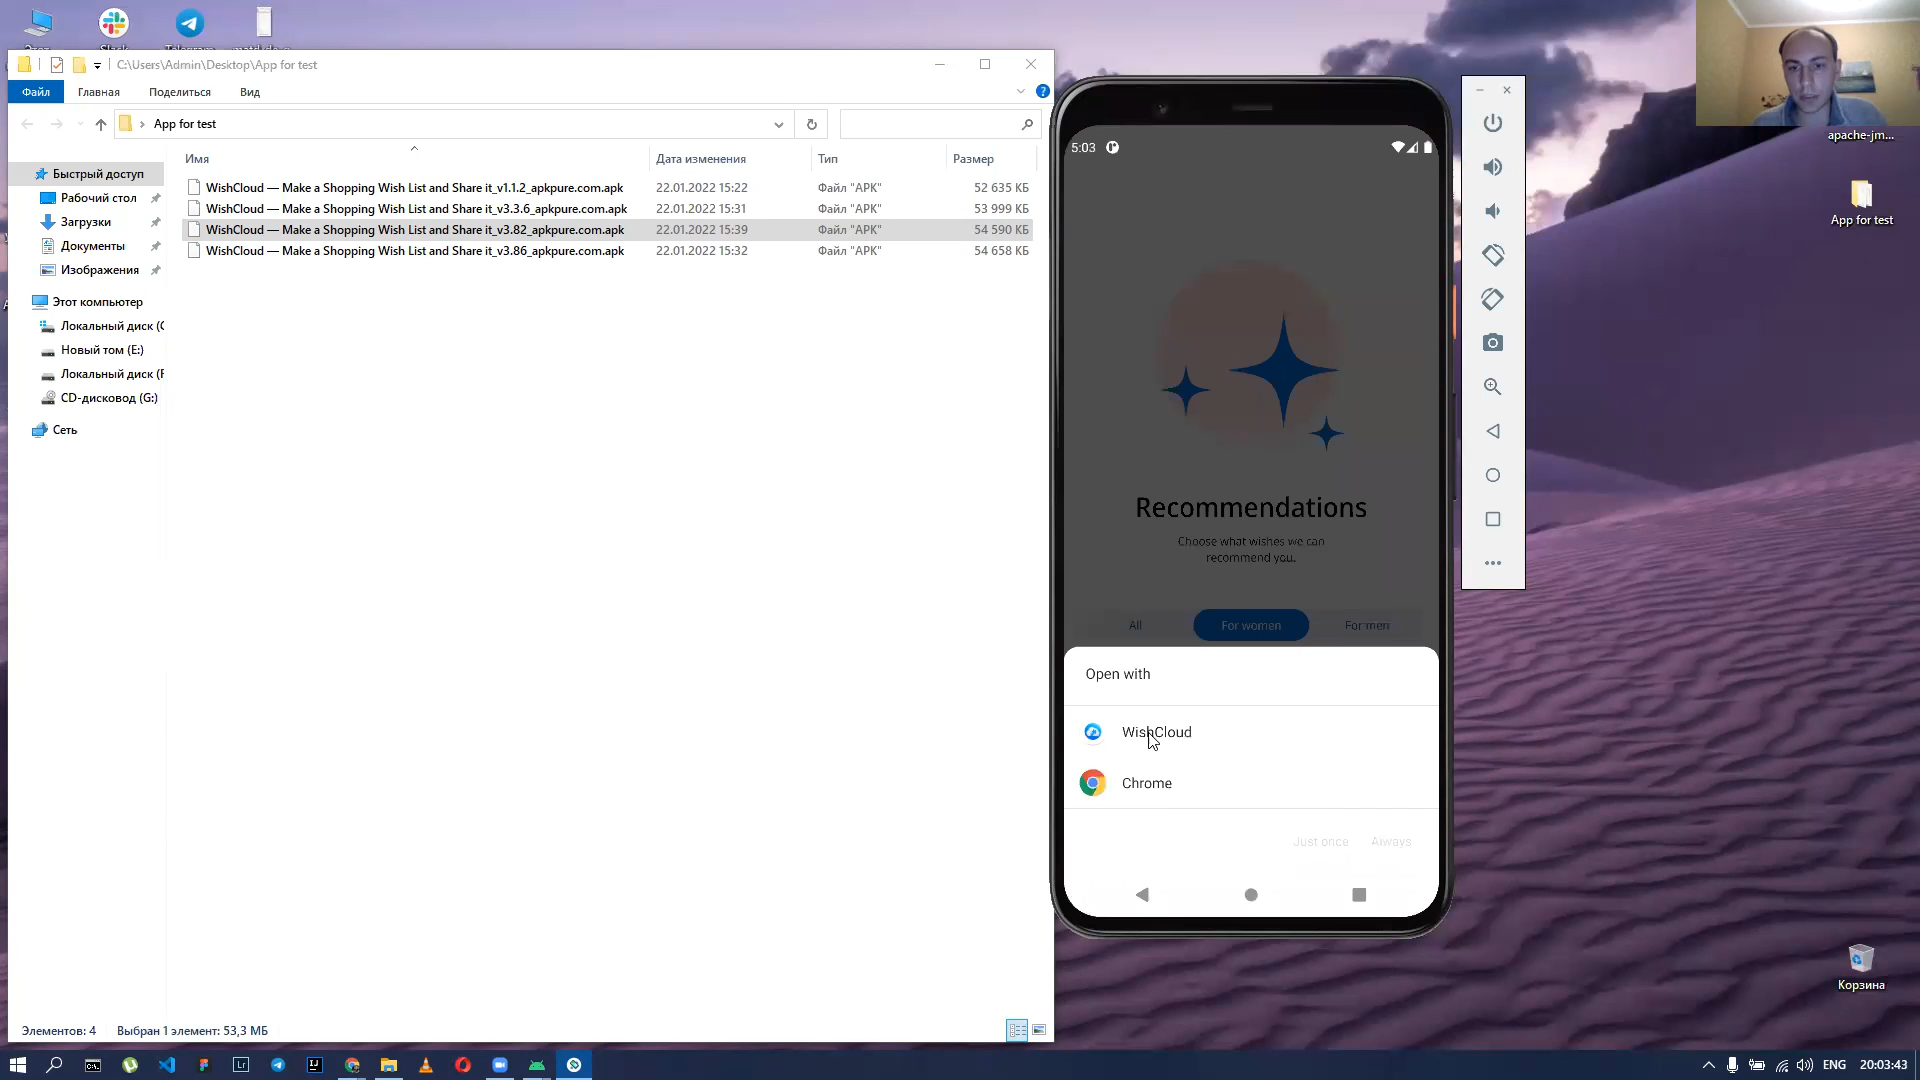 Slack
Telegram
C:\Users\Admin\Desktop\App for test
Файл
Главная
Поделиться
Вид
App for test
Имя
Дата изменения
Тип
Размер
WishCloud — Make a Shopping Wish List and Share it_v1.1.2_apkpure.com.apk
22.01.2022 15:22
Файл "APK"
52 635 КБ
WishCloud — Make a Shopping Wish List and Share it_v3.3.6_apkpure.com.apk
22.01.2022 15:31
Файл "APK"
53 999 КБ
WishCloud — Make a Shopping Wish List and Share it_v3.82_apkpure.com.apk
22.01.2022 15:39
Файл "APK"
54 590 КБ
WishCloud — Make a Shopping Wish List and Share it_v3.86_apkpure.com.apk
22.01.2022 15:32
Файл "APK"
54 658 КБ
Быстрый доступ
Рабочий стол
Загрузки
Документы
Изображения
Этот компьютер
Локальный диск (C
Новый том (E:)
Локальный диск (F
CD-дисковод (G:)
Сеть
Элементов: 4
Выбран 1 элемент: 53,3 МБ
5:03
Recommendations
Choose what wishes we can
recommend you.
All
For women
For men
Open with
WishCloud
Chrome
Just once
Always
apache-jm...
App for test
Корзина
Lr
ENG
20:03:43